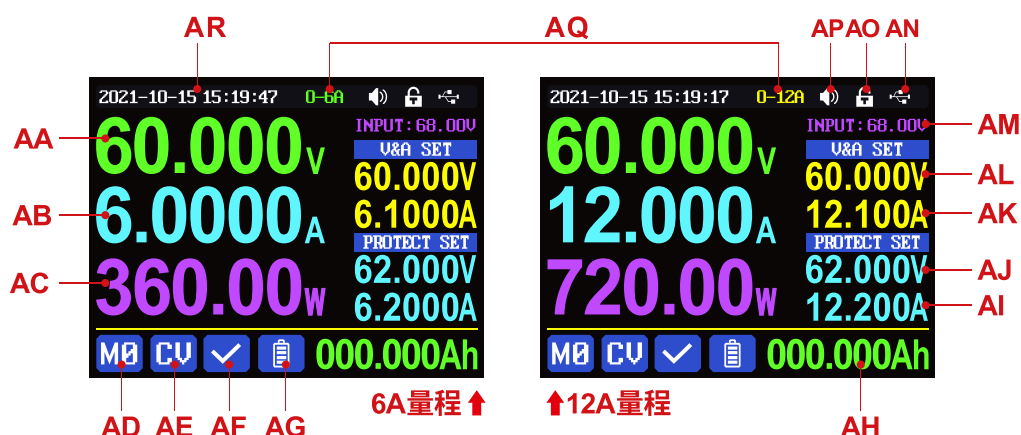 AR AQ AP AO AN
2021-10-15 15:19:47 0-6A
2021-10-15 15:19:17 0-12A
AA
60.000V
INPUT:68.00V
V&A SET
60.000V
AB
6.0000A
6.1000A
PROTECT SET
62.000V
AC
360.00W
6.2000A
M0 CV 000.000Ah
AD AE AF AG
6A量程
60.000V
INPUT:68.00V
AM
V&A SET
60.000V
AL
12.000A
12.100A
AK
PROTECT SET
62.000V
AJ
720.00W
12.200A
AI
M0 CV 000.000Ah
12A量程
AH